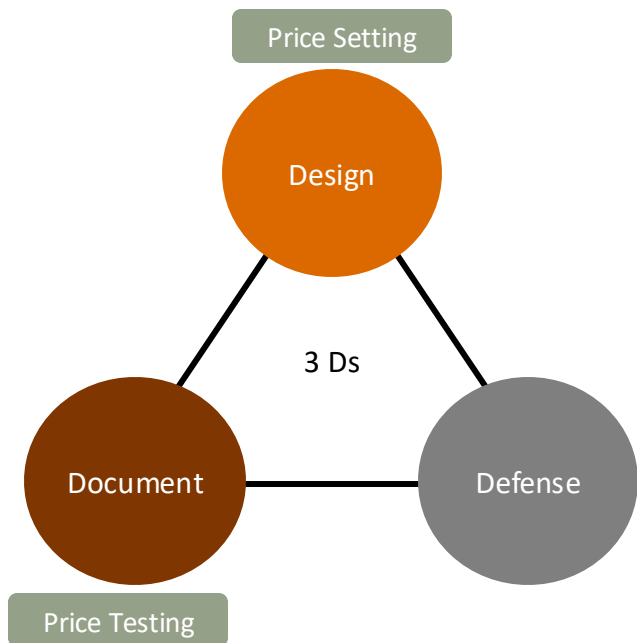 Price Setting
Design
3 Ds
Document
Defense
Price Testing